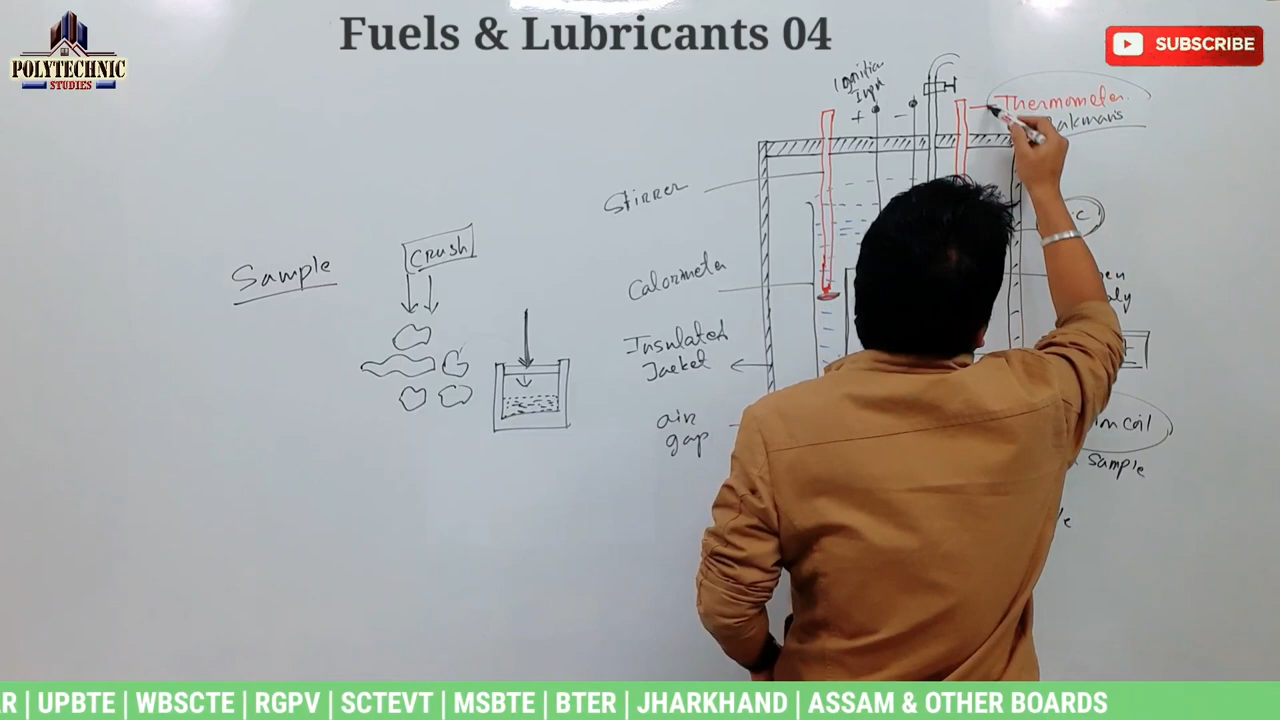 Fuels & Lubricants 04
POLYTECHNIC
STUDIES
SUBSCRIBE
Ignition
Input
+ -
Thermometer
Stirrer
Crush
Sample
Calorimeter
Insulated
Jacket
air
gap
coil
Sample
R | UPBTE | WBSCTE | RGPV | SCTEVT | MSBTE | BTER | JHARKHAND | ASSAM & OTHER BOARDS